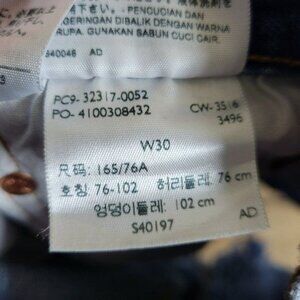 PENCUCIAN DAN
GERINGAN DIBALIK DENGAN WARNA
RUPA. GUNAKAN SABUN CUCI CAIR.
540046 AD
PC9-32317-0052
PO-4100308432
CW-3516
3496
W30
尺码: 165/76A
호칭: 76-102 허리둘레: 76 cm
엉덩이둘레: 102 cm
S40197
AD